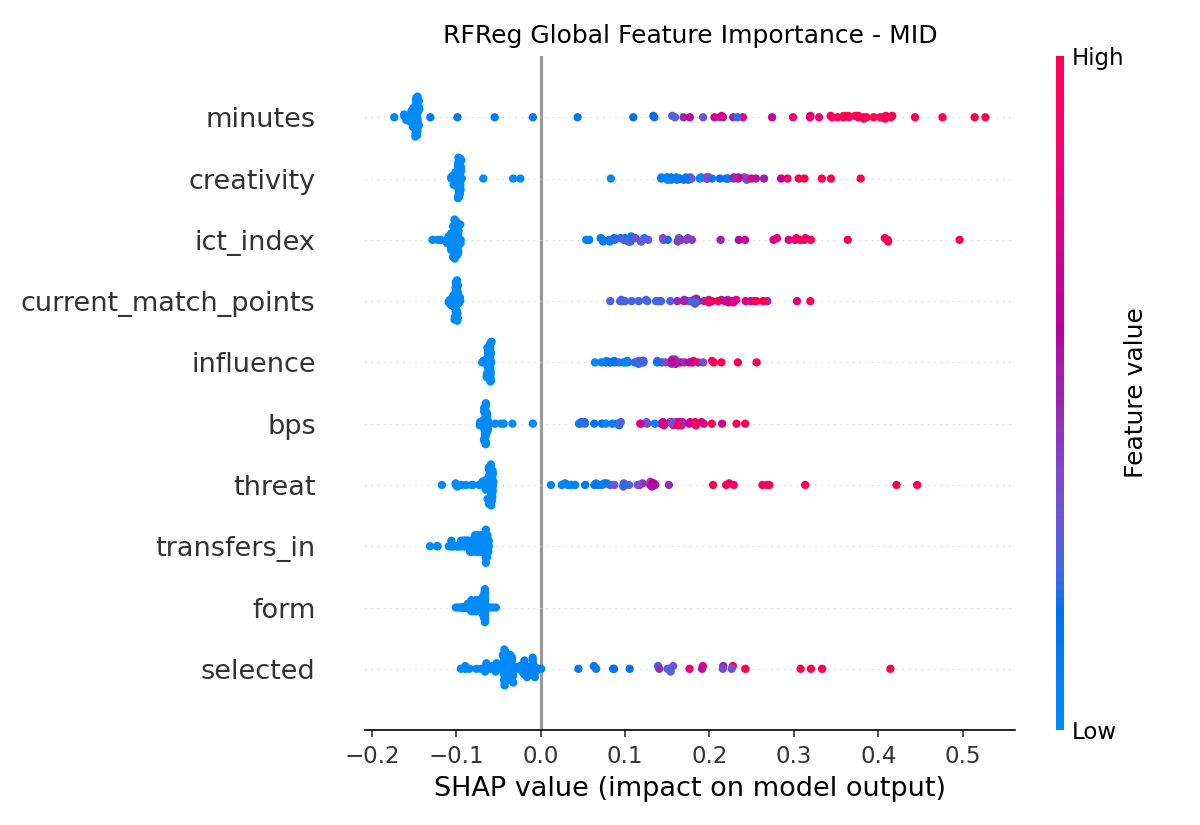 RFReg Global Feature Importance - MID
High
minutes
creativity
ict_index
current_match_points
influence
bps
threat
transfers_in
form
selected
Feature value
Low
−0.2 −0.1 0.0 0.1 0.2 0.3 0.4 0.5
SHAP value (impact on model output)